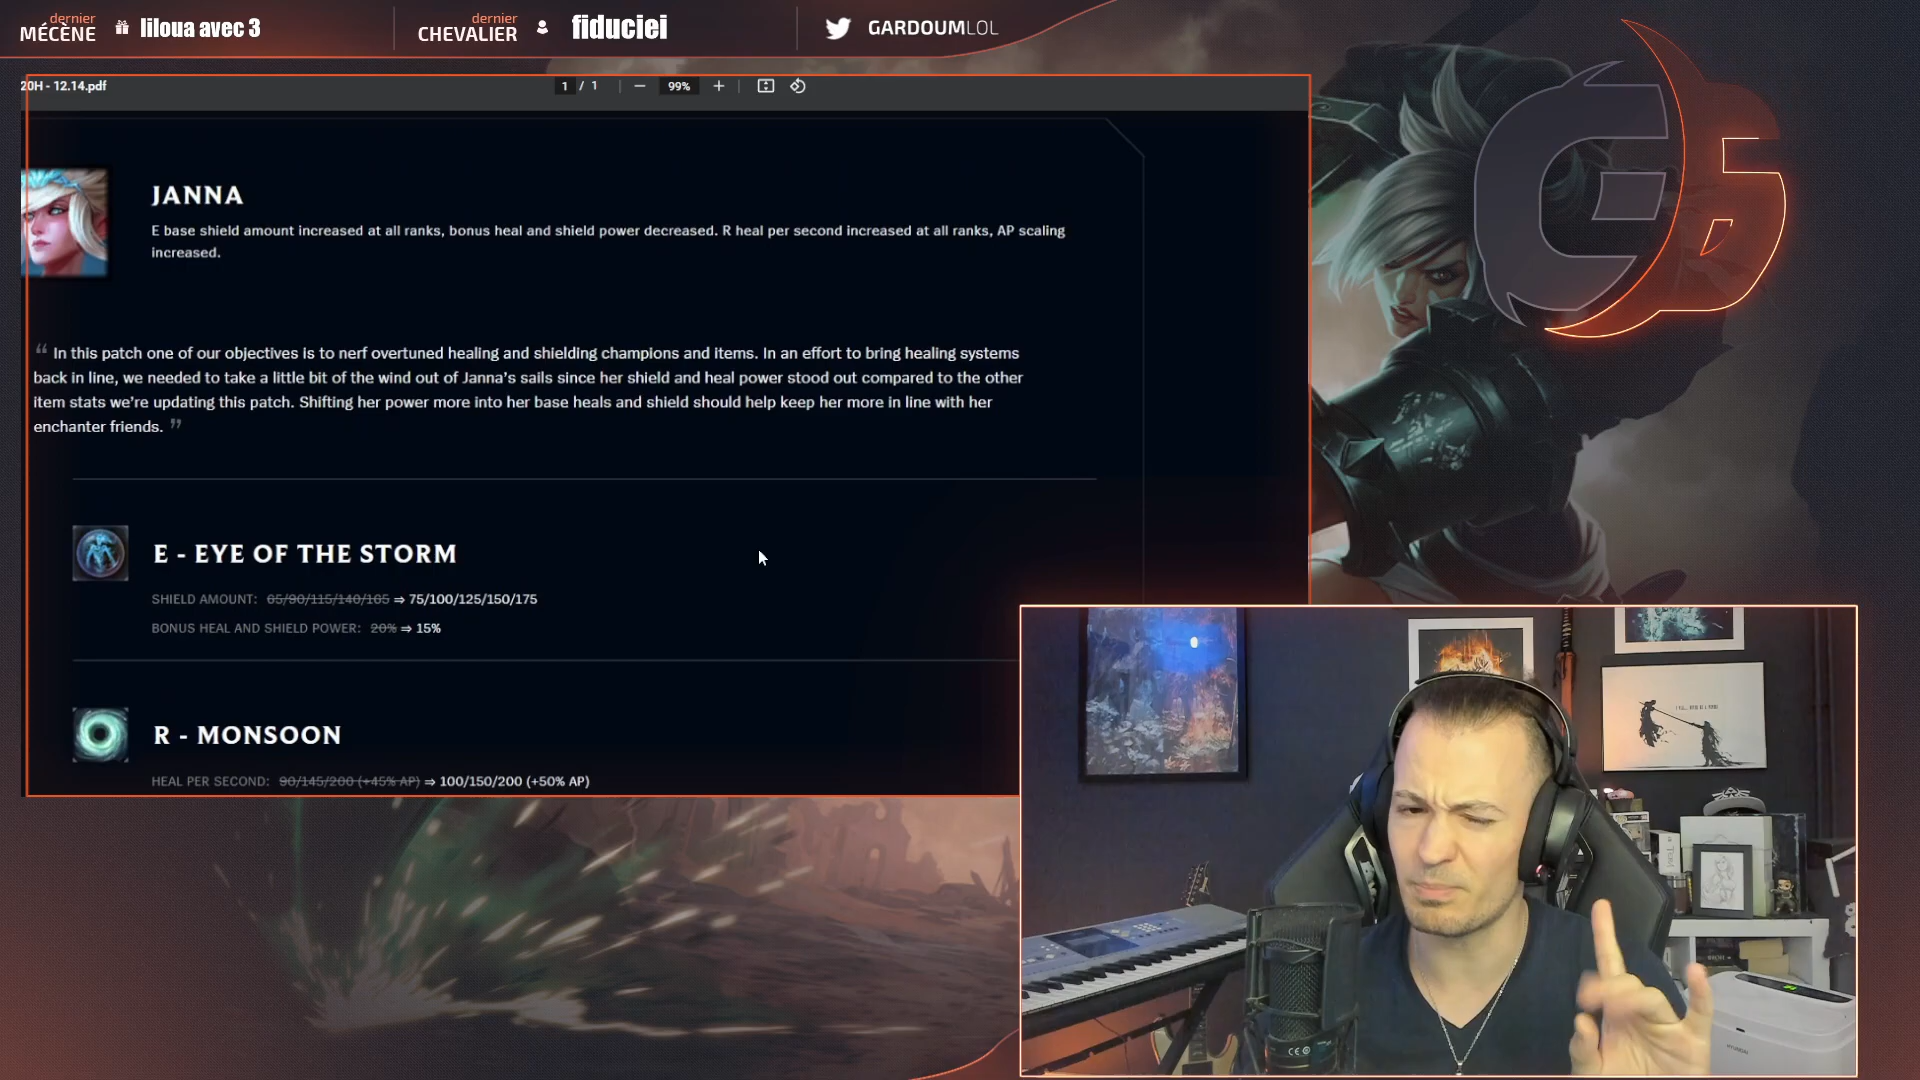 dernier
MÉCÈNE
liloua avec 3
dernier
CHEVALIER
fiduciei
GARDOUMLOL
20H - 12.14.pdf
1 / 1
99%
JANNA
E base shield amount increased at all ranks, bonus heal and shield power decreased. R heal per second increased at all ranks, AP scaling
increased.
“ In this patch one of our objectives is to nerf overtuned healing and shielding champions and items. In an effort to bring healing systems
back in line, we needed to take a little bit of the wind out of Janna’s sails since her shield and heal power stood out compared to the other
item stats we’re updating this patch. Shifting her power more into her base heals and shield should help keep her more in line with her
enchanter friends. ”
E - EYE OF THE STORM
SHIELD AMOUNT: 65/90/115/140/165 ⇒ 75/100/125/150/175
BONUS HEAL AND SHIELD POWER: 20% ⇒ 15%
R - MONSOON
HEAL PER SECOND: 90/145/200 (+45% AP) ⇒ 100/150/200 (+50% AP)
HYUNDAI
CE